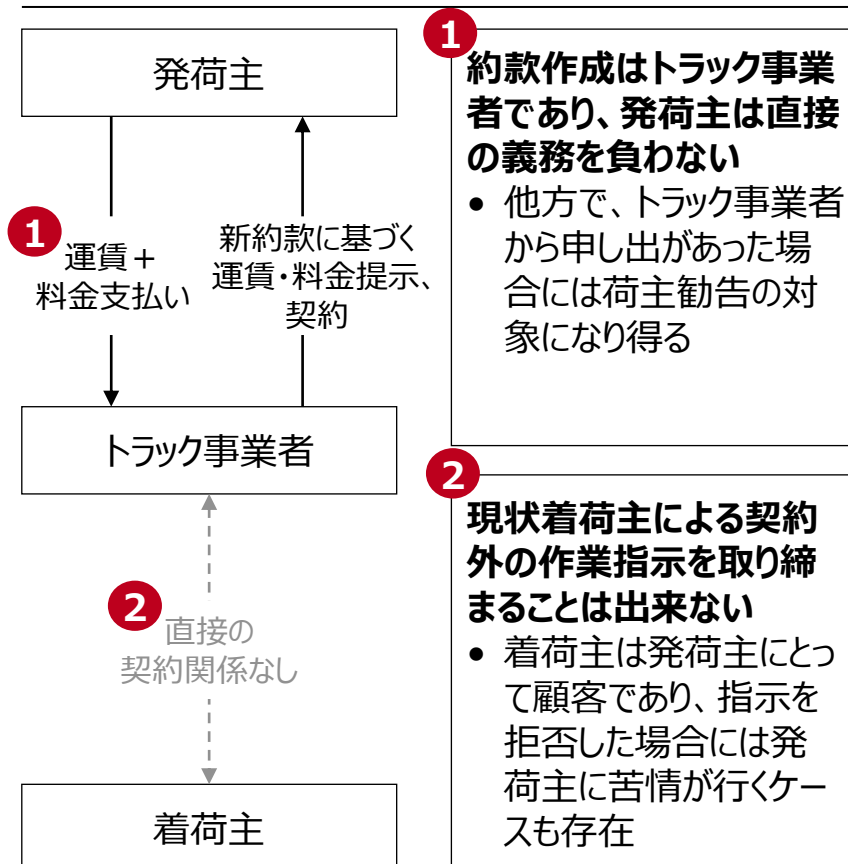 発荷主
1
運賃＋
料金支払い
新約款に基づく
運賃・料金提示、
契約
トラック事業者
2
直接の
契約関係なし
着荷主
1
約款作成はトラック事業
者であり、発荷主は直接
の義務を負わない
• 他方で、トラック事業者
から申し出があった場
合には荷主勧告の対
象になり得る
2
現状着荷主による契約
外の作業指示を取り締
まることは出来ない
• 着荷主は発荷主にとっ
て顧客であり、指示を
拒否した場合には発
荷主に苦情が行くケー
スも存在